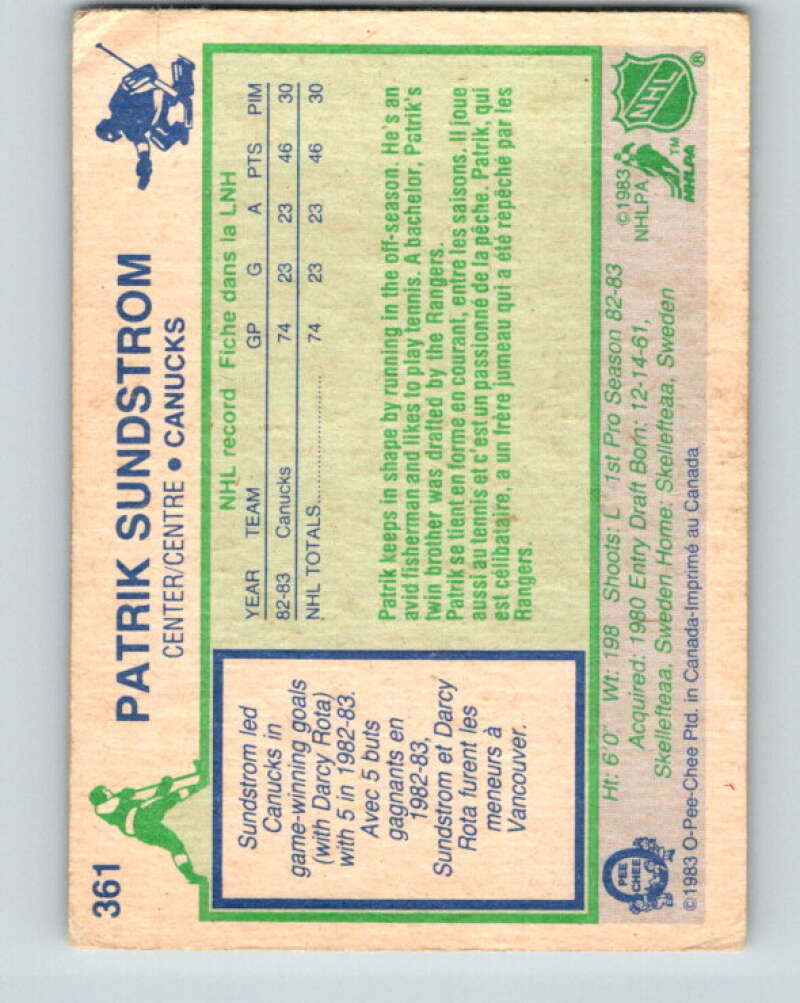 361
PATRIK SUNDSTROM
CENTER/CENTRE • CANUCKS
Sundstrom led
Canucks in
game-winning goals
(with Darcy Rota)
with 5 in 1982-83.
Avec 5 buts
gagnants en
1982-83,
Sundstrom et Darcy
Rota furent les
meneurs à
Vancouver.
NHL record Fiche dans la LNH
YEAR TEAM GP G A PTS PIM
82-83 Canucks 74 23 23 46 30
NHL TOTALS.................... 74 23 23 46 30
Patrik keeps in shape by running in the off-season. He's an
avid fisherman and likes to play tennis. A bachelor, Patrik's
twin brother was drafted by the Rangers.
Patrik se tient en forme en courant, entre les saisons. Il joue
aussi au tennis et c'est un passionné de la pêche. Patrik, qui
est célibataire, a un frère jumeau qui a été repêché par les
Rangers.
Ht: 6'0" Wt: 198 Shoots: L 1st Pro Season 82-83
Acquired: 1980 Entry Draft Born: 12-14-61,
Skellefteaa, Sweden Home: Skellefteaa, Sweden
©1983 O-Pee-Chee Ptd. in Canada-Imprimé au Canada
O
PEE
CHEE
NHL®
©1983
NHLPA
NHLPA™